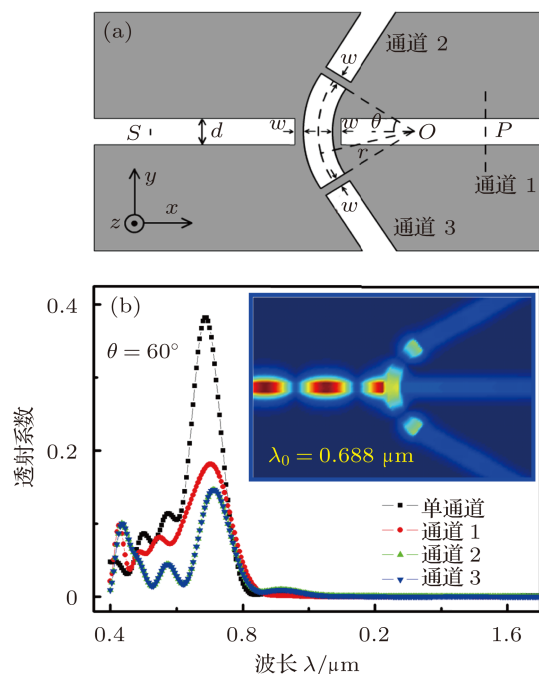 (a)
通道 2
w
S
d
w
w
θ
O
P
r
通道 1
y
z
x
w
通道 3
(b)
0.4
θ = 60°
λ0 = 0.688 μm
透射系数
0.2
单通道
通道 1
通道 2
通道 3
0
0.4
0.8
0.2
1.6
波长 λ/μm